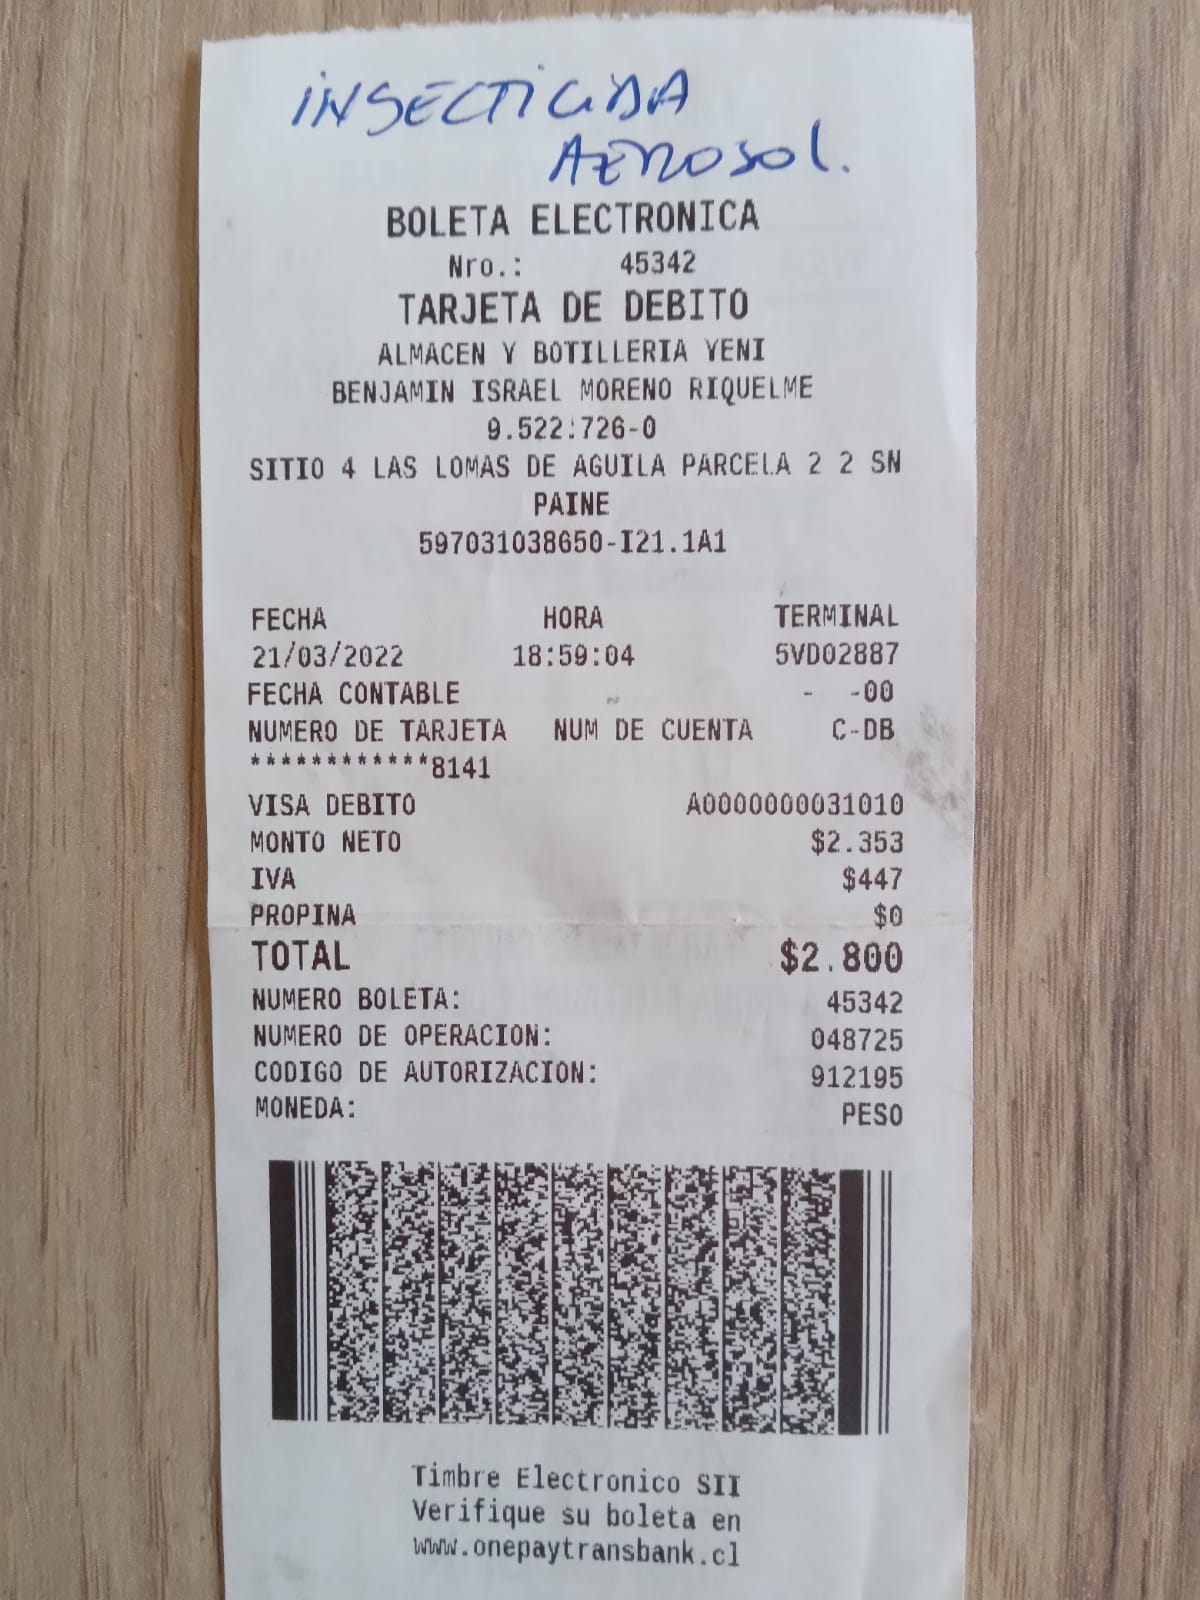 INSECTICIDA
AEROSOL.
BOLETA ELECTRONICA
Nro.: 45342
TARJETA DE DEBITO
ALMACEN Y BOTILLERIA YENI
BENJAMIN ISRAEL MORENO RIQUELME
9.522.726-0
SITIO 4 LAS LOMAS DE AGUILA PARCELA 2 2 SN
PAINE
597031038650-I21.1A1
FECHA HORA TERMINAL
21/03/2022 18:59:04 5VD02887
FECHA CONTABLE - -00
NUMERO DE TARJETA NUM DE CUENTA C-DB
************8141
VISA DEBITO A0000000031010
MONTO NETO $2.353
IVA $447
PROPINA $0
TOTAL $2.800
NUMERO BOLETA: 45342
NUMERO DE OPERACION: 048725
CODIGO DE AUTORIZACION: 912195
MONEDA: PESO
Timbre Electronico SII
Verifique su boleta en
www.onepaytransbank.cl